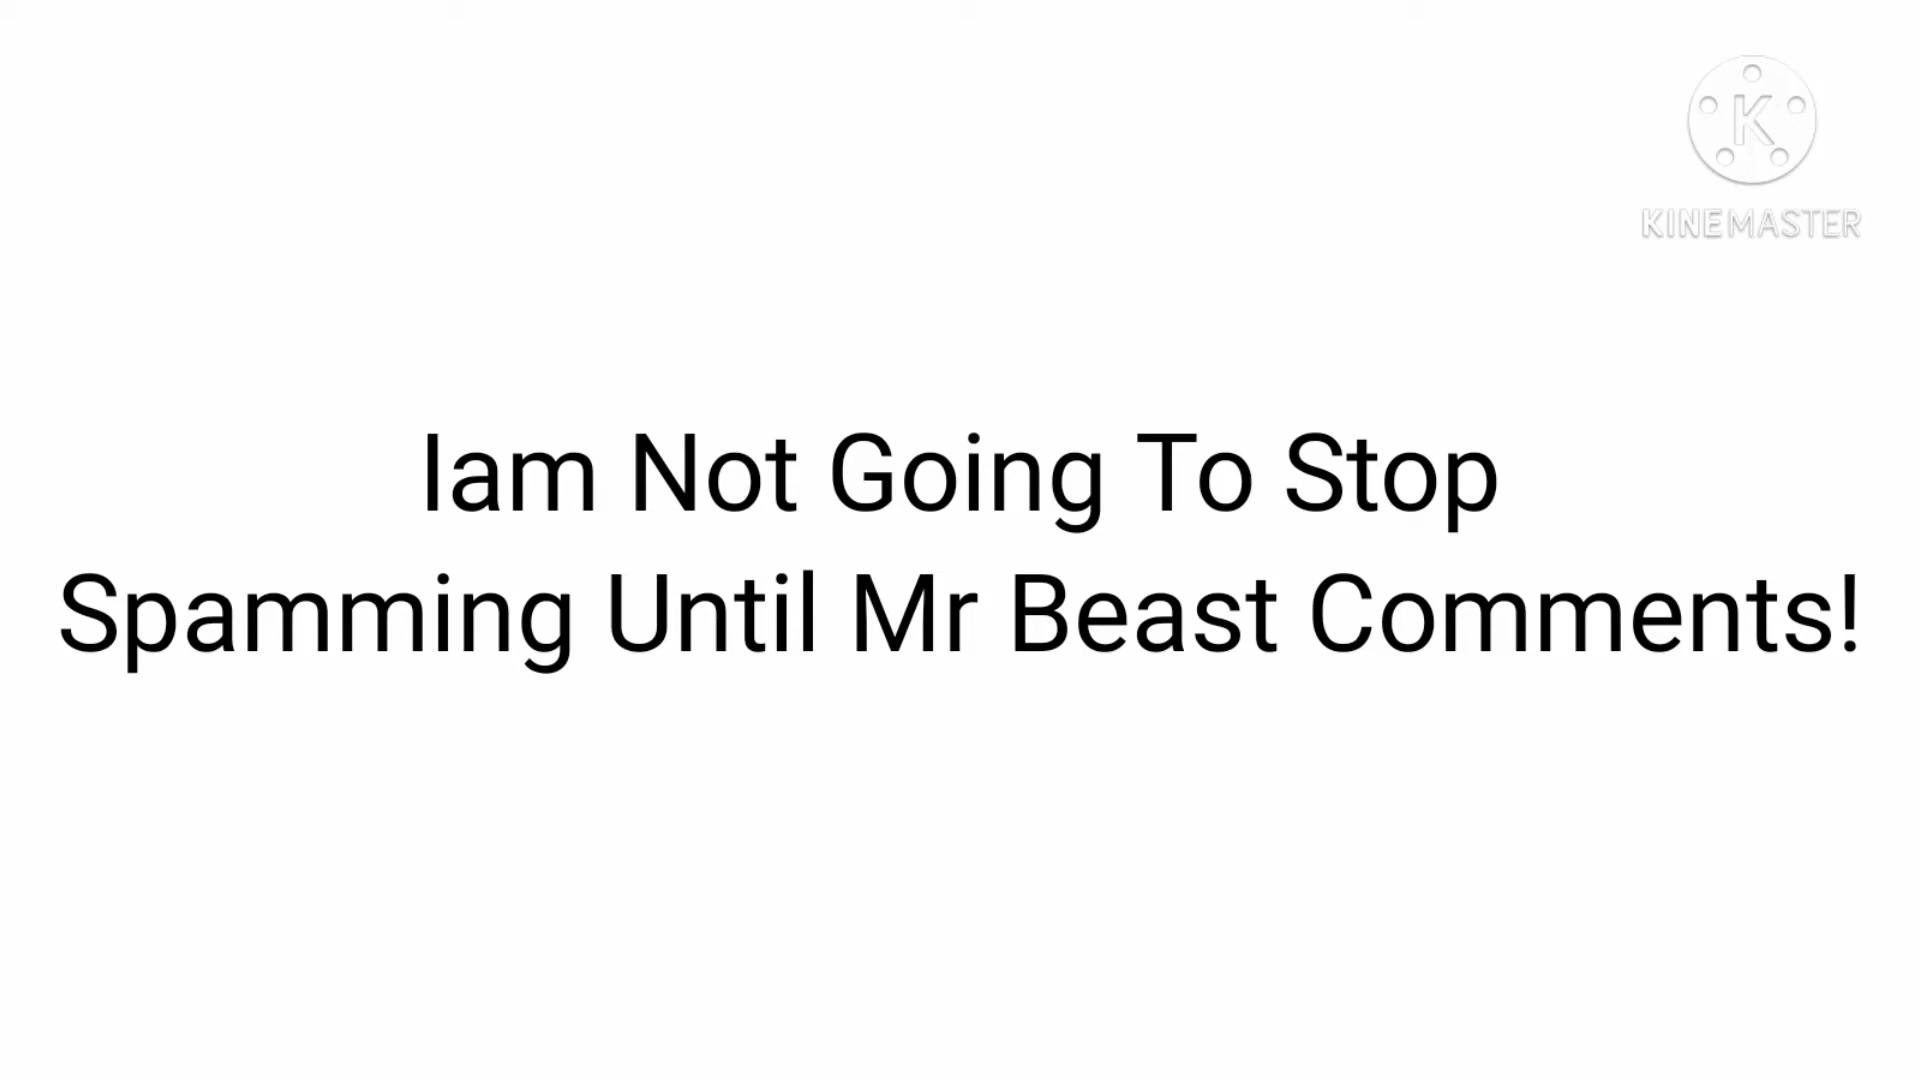 K
KINEMASTER
Iam Not Going To Stop
Spamming Until Mr Beast Comments!